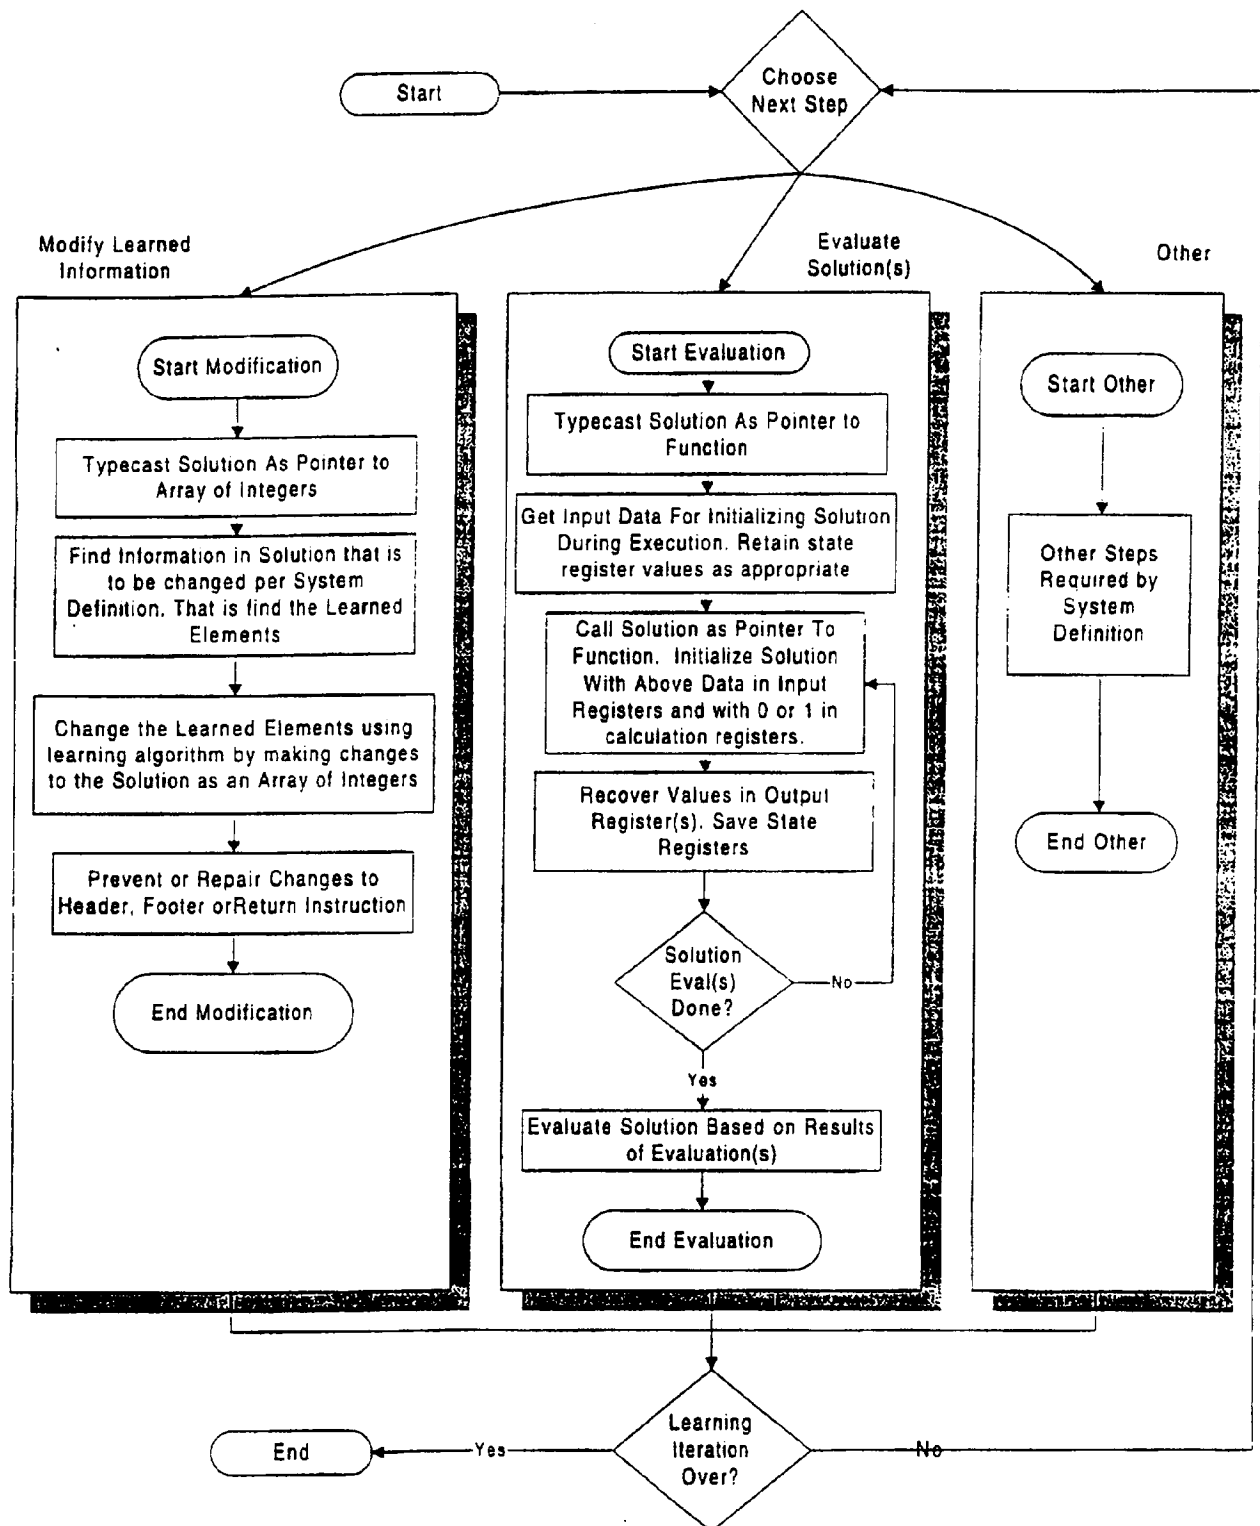 Start
Choose
Next Step
Modify Learned
Information
Evaluate
Solution(s)
Other
Start Modification
Typecast Solution As Pointer to
Array of Integers
Find Information in Solution that is
to be changed per System
Definition. That is find the Learned
Elements
Change the Learned Elements using
learning algorithm by making changes
to the Solution as an Array of Integers
Prevent or Repair Changes to
Header, Footer orReturn Instruction
End Modification
Start Evaluation
Typecast Solution As Pointer to
Function
Get Input Data For Initializing Solution
During Execution. Retain state
register values as appropriate
Call Solution as Pointer To
Function. Initialize Solution
With Above Data in Input
Registers and with 0 or 1 in
calculation registers.
Recover Values in Output
Register(s). Save State
Registers
Solution
Eval(s)
Done?
No
Yes
Evaluate Solution Based on Results
of Evaluation(s)
End Evaluation
Start Other
Other Steps
Required by
System
Definition
End Other
Learning
Iteration
Over?
Yes
No
End